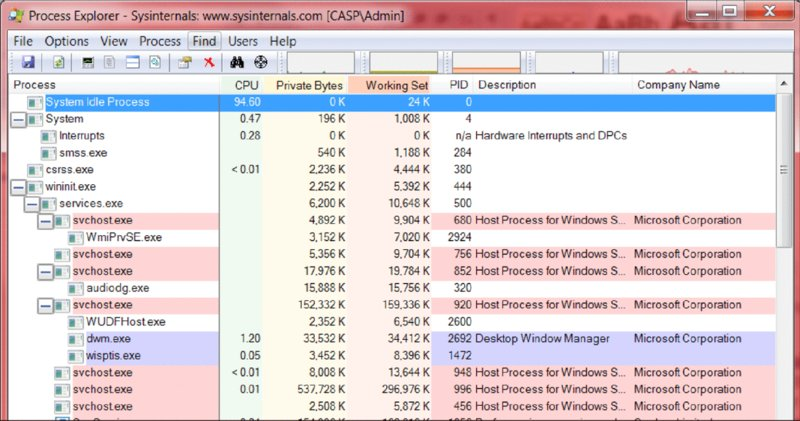 Process Explorer - Sysinternals: www.sysinternals.com [CASP\Admin]
File Options View Process Find Users Help
Process CPU Private Bytes Working Set PID Description Company Name
System Idle Process 94.60 0 K 24 K 0
System 0.47 196 K 1,008 K 4
Interrupts 0.28 0 K 0 K n/a Hardware Interrupts and DPCs
smss.exe 540 K 1,188 K 284
csrss.exe < 0.01 2,236 K 4,444 K 380
wininit.exe 2,252 K 5,392 K 444
services.exe 6,200 K 10,648 K 500
svchost.exe 4,892 K 9,904 K 680 Host Process for Windows S... Microsoft Corporation
WmiPrvSE.exe 3,152 K 7,020 K 2924
svchost.exe 5,356 K 9,704 K 756 Host Process for Windows S... Microsoft Corporation
svchost.exe 17,976 K 19,784 K 852 Host Process for Windows S... Microsoft Corporation
audiodg.exe 15,888 K 15,756 K 320
svchost.exe 152,332 K 159,336 K 920 Host Process for Windows S... Microsoft Corporation
WUDFHost.exe 2,352 K 6,540 K 2600
dwm.exe 1.20 33,532 K 34,412 K 2692 Desktop Window Manager Microsoft Corporation
wisptis.exe 0.05 3,452 K 8,396 K 1472
svchost.exe < 0.01 8,008 K 13,644 K 948 Host Process for Windows S... Microsoft Corporation
svchost.exe 0.01 537,728 K 296,976 K 996 Host Process for Windows S... Microsoft Corporation
svchost.exe 2,508 K 5,872 K 456 Host Process for Windows S... Microsoft Corporation